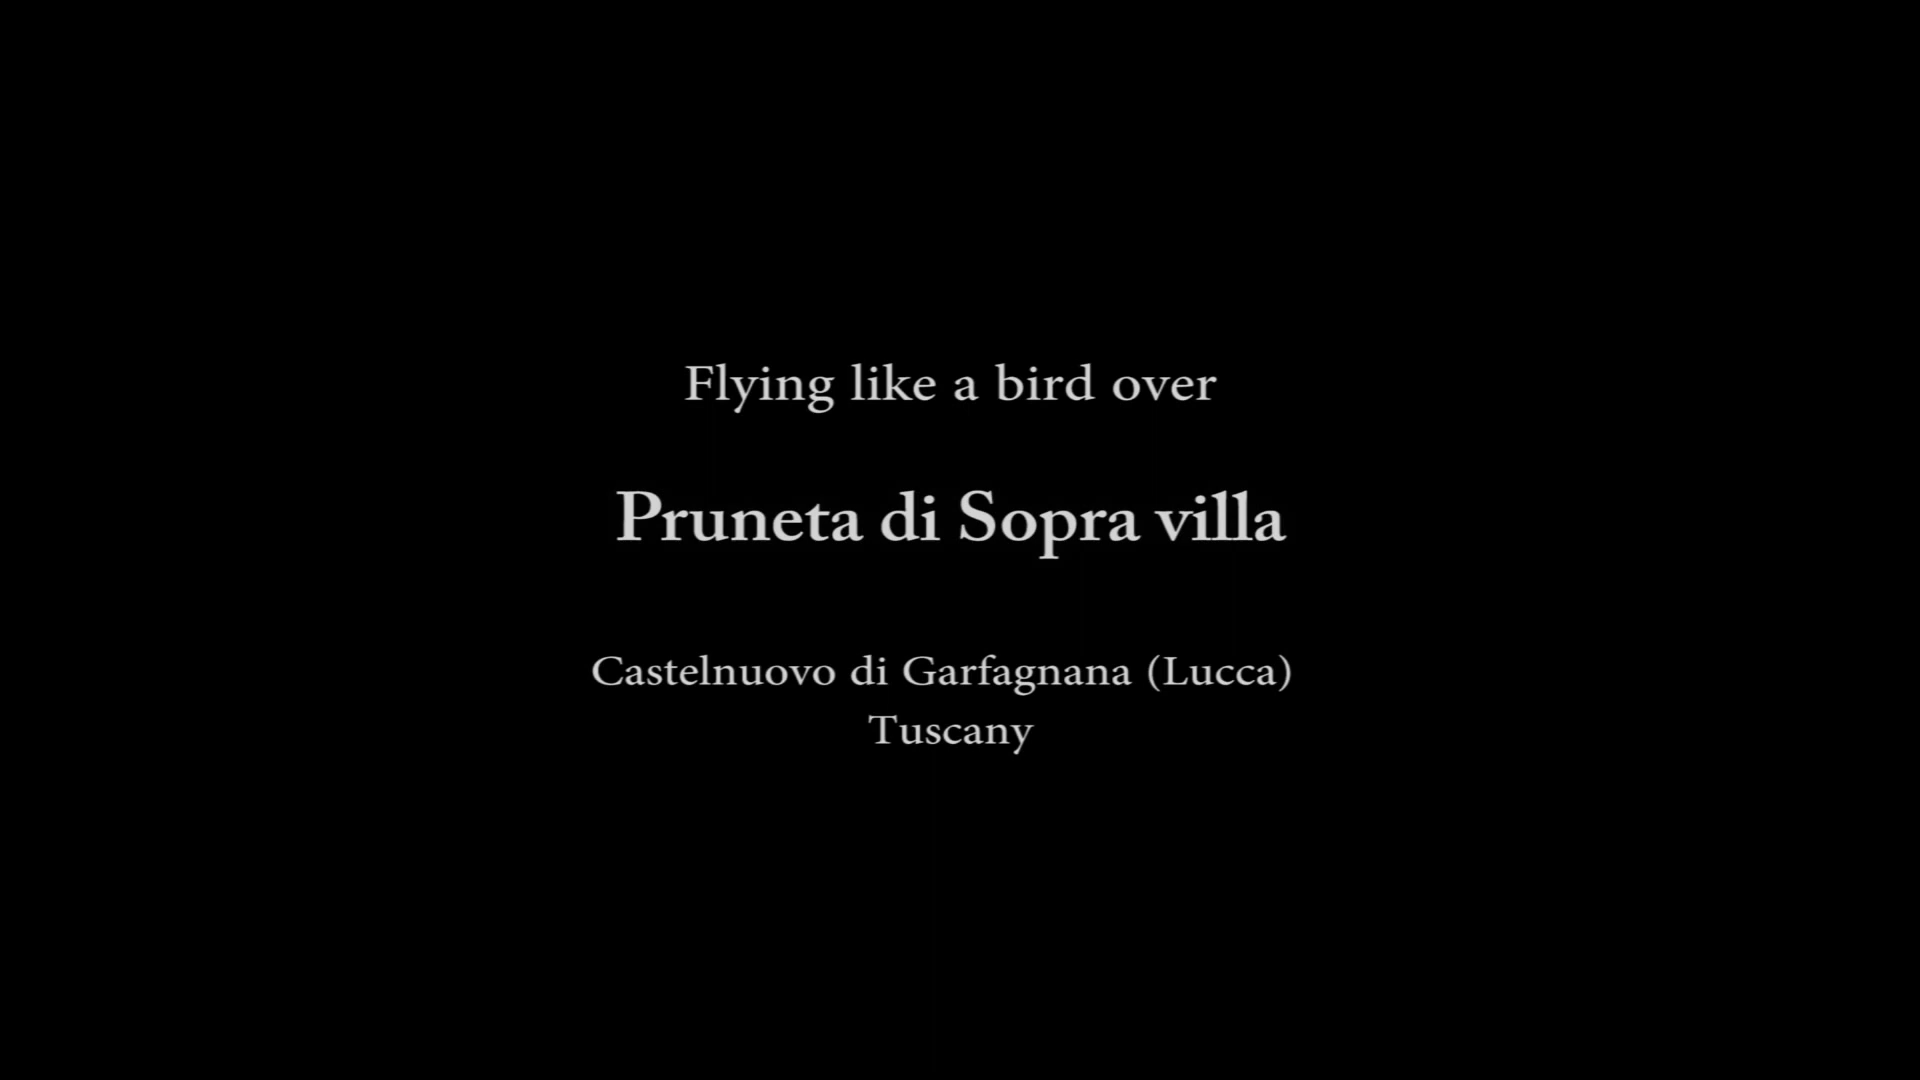 Flying like a bird over
Pruneta di Sopra villa
Castelnuovo di Garfagnana (Lucca)
Tuscany